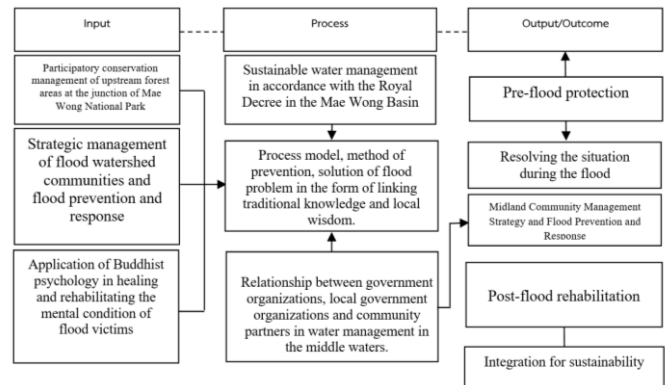 Input
Process
Output/Outcome
Participatory conservation
management of upstream forest
areas at the junction of Mae
Wong National Park
Strategic management
of flood watershed
communities and
flood prevention and
response
Application of Buddhist
psychology in healing
and rehabilitating the
mental condition of
flood victims
Sustainable water management
in accordance with the Royal
Decree in the Mae Wong Basin
Process model, method of
prevention, solution of flood
problem in the form of linking
traditional knowledge and local
wisdom.
Relationship between government
organizations, local government
organizations and community
partners in water management in
the middle waters.
Pre-flood protection
Resolving the situation
during the flood
Midland Community Management
Strategy and Flood Prevention and
Response
Post-flood rehabilitation
Integration for sustainability